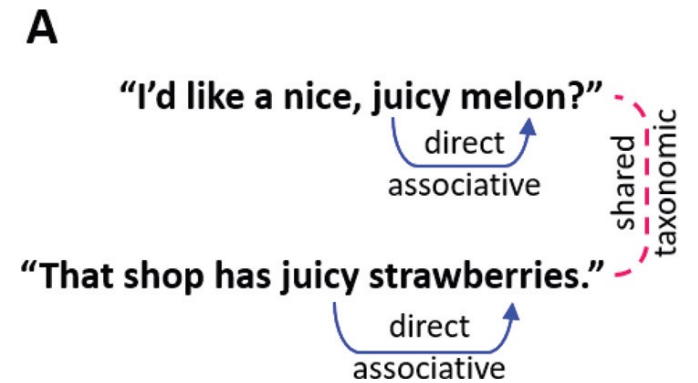 A
“I’d like a nice, juicy melon?”
direct
associative
shared
taxonomic
“That shop has juicy strawberries.”
direct
associative